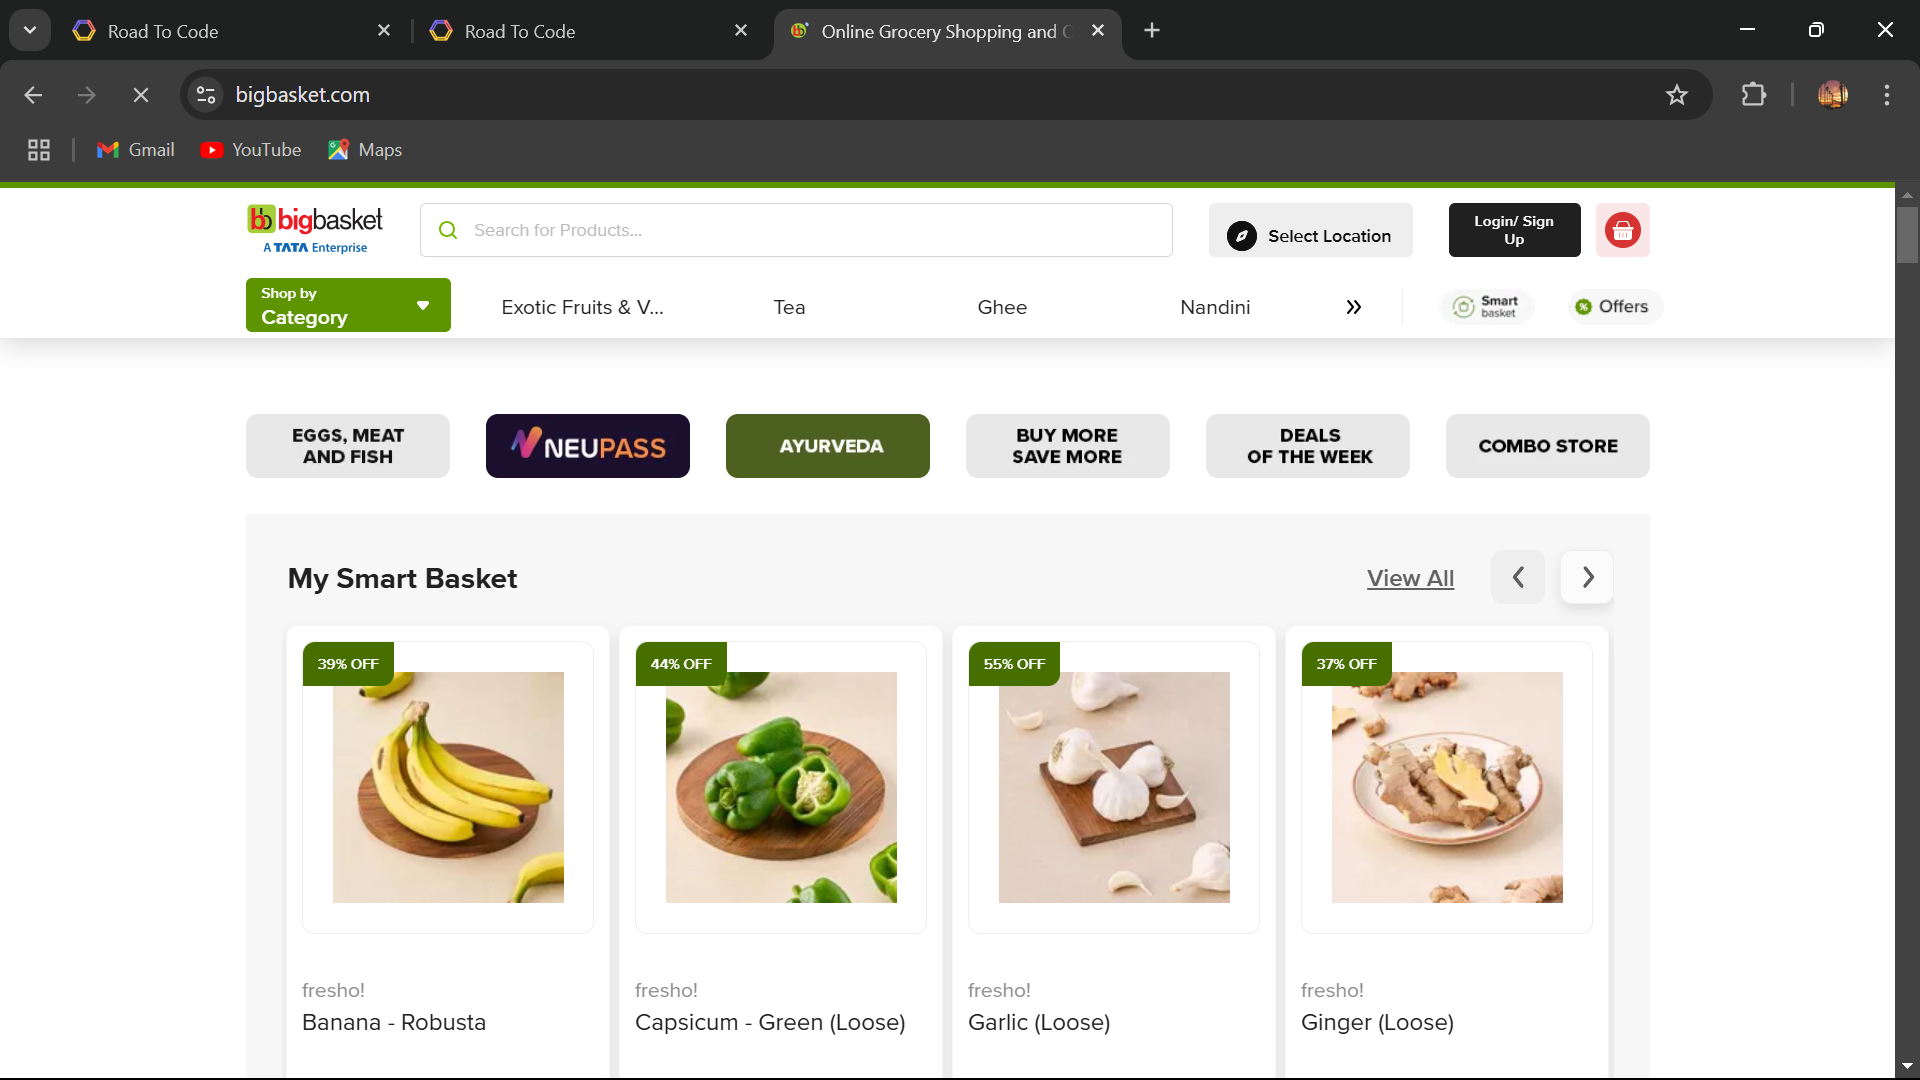 Road To Code
Road To Code
Online Grocery Shopping and
bigbasket.com
Gmail
YouTube
Maps
bb bigbasket
A TATA Enterprise
Search for Products...
Select Location
Login/ Sign
Up
Shop by
Category
Exotic Fruits & V...
Tea
Ghee
Nandini
Smart
basket
Offers
EGGS, MEAT
AND FISH
NEUPASS
AYURVEDA
BUY MORE
SAVE MORE
DEALS
OF THE WEEK
COMBO STORE
My Smart Basket
View All
39% OFF
44% OFF
55% OFF
37% OFF
fresho!
Banana - Robusta
fresho!
Capsicum - Green (Loose)
fresho!
Garlic (Loose)
fresho!
Ginger (Loose)